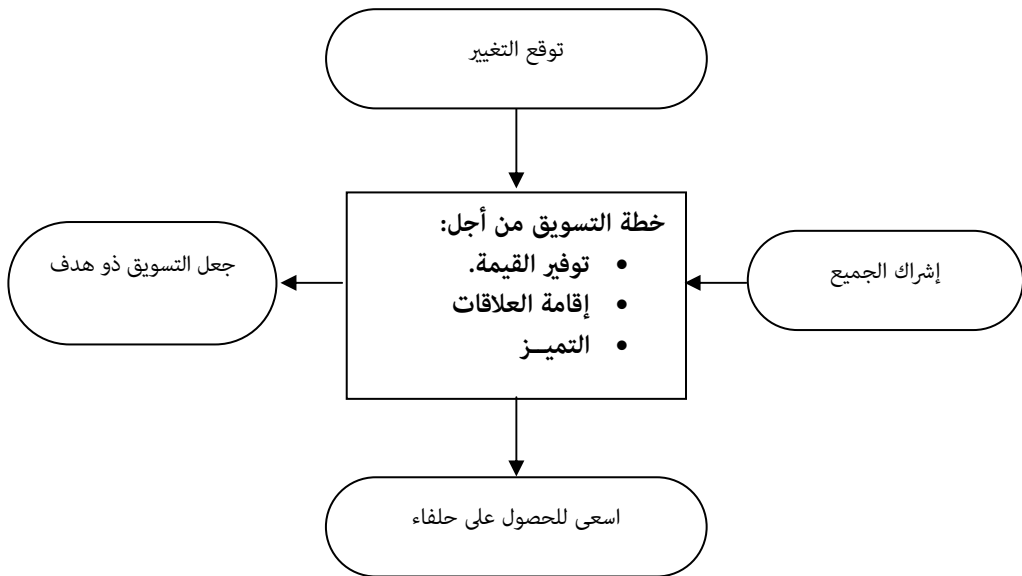 توقع التغيير
خطة التسويق من أجل:
• توفير القيمة.
• إقامة العلاقات
• التميــز
إشراك الجميع
جعل التسويق ذو هدف
اسعى للحصول على حلفاء